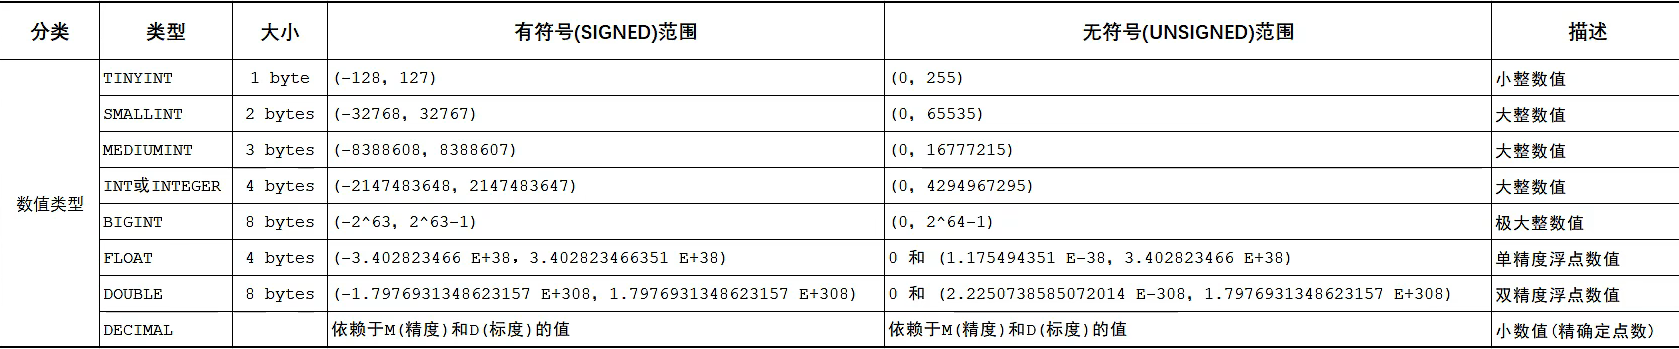 分类 类型 大小 有符号(SIGNED)范围 无符号(UNSIGNED)范围 描述
TINYINT 1 byte (-128, 127) (0, 255) 小整数值
SMALLINT 2 bytes (-32768, 32767) (0, 65535) 大整数值
MEDIUMINT 3 bytes (-8388608, 8388607) (0, 16777215) 大整数值
INT或INTEGER 4 bytes (-2147483648, 2147483647) (0, 4294967295) 大整数值
数值类型
BIGINT 8 bytes (-2^63, 2^63-1) (0, 2^64-1) 极大整数值
FLOAT 4 bytes (-3.402823466 E+38, 3.402823466351 E+38) 0 和 (1.175494351 E-38, 3.402823466 E+38) 单精度浮点数值
DOUBLE 8 bytes (-1.7976931348623157 E+308, 1.7976931348623157 E+308) 0 和 (2.2250738585072014 E-308, 1.7976931348623157 E+308) 双精度浮点数值
DECIMAL 依赖于M(精度)和D(标度)的值 依赖于M(精度)和D(标度)的值 小数值(精确定点数)